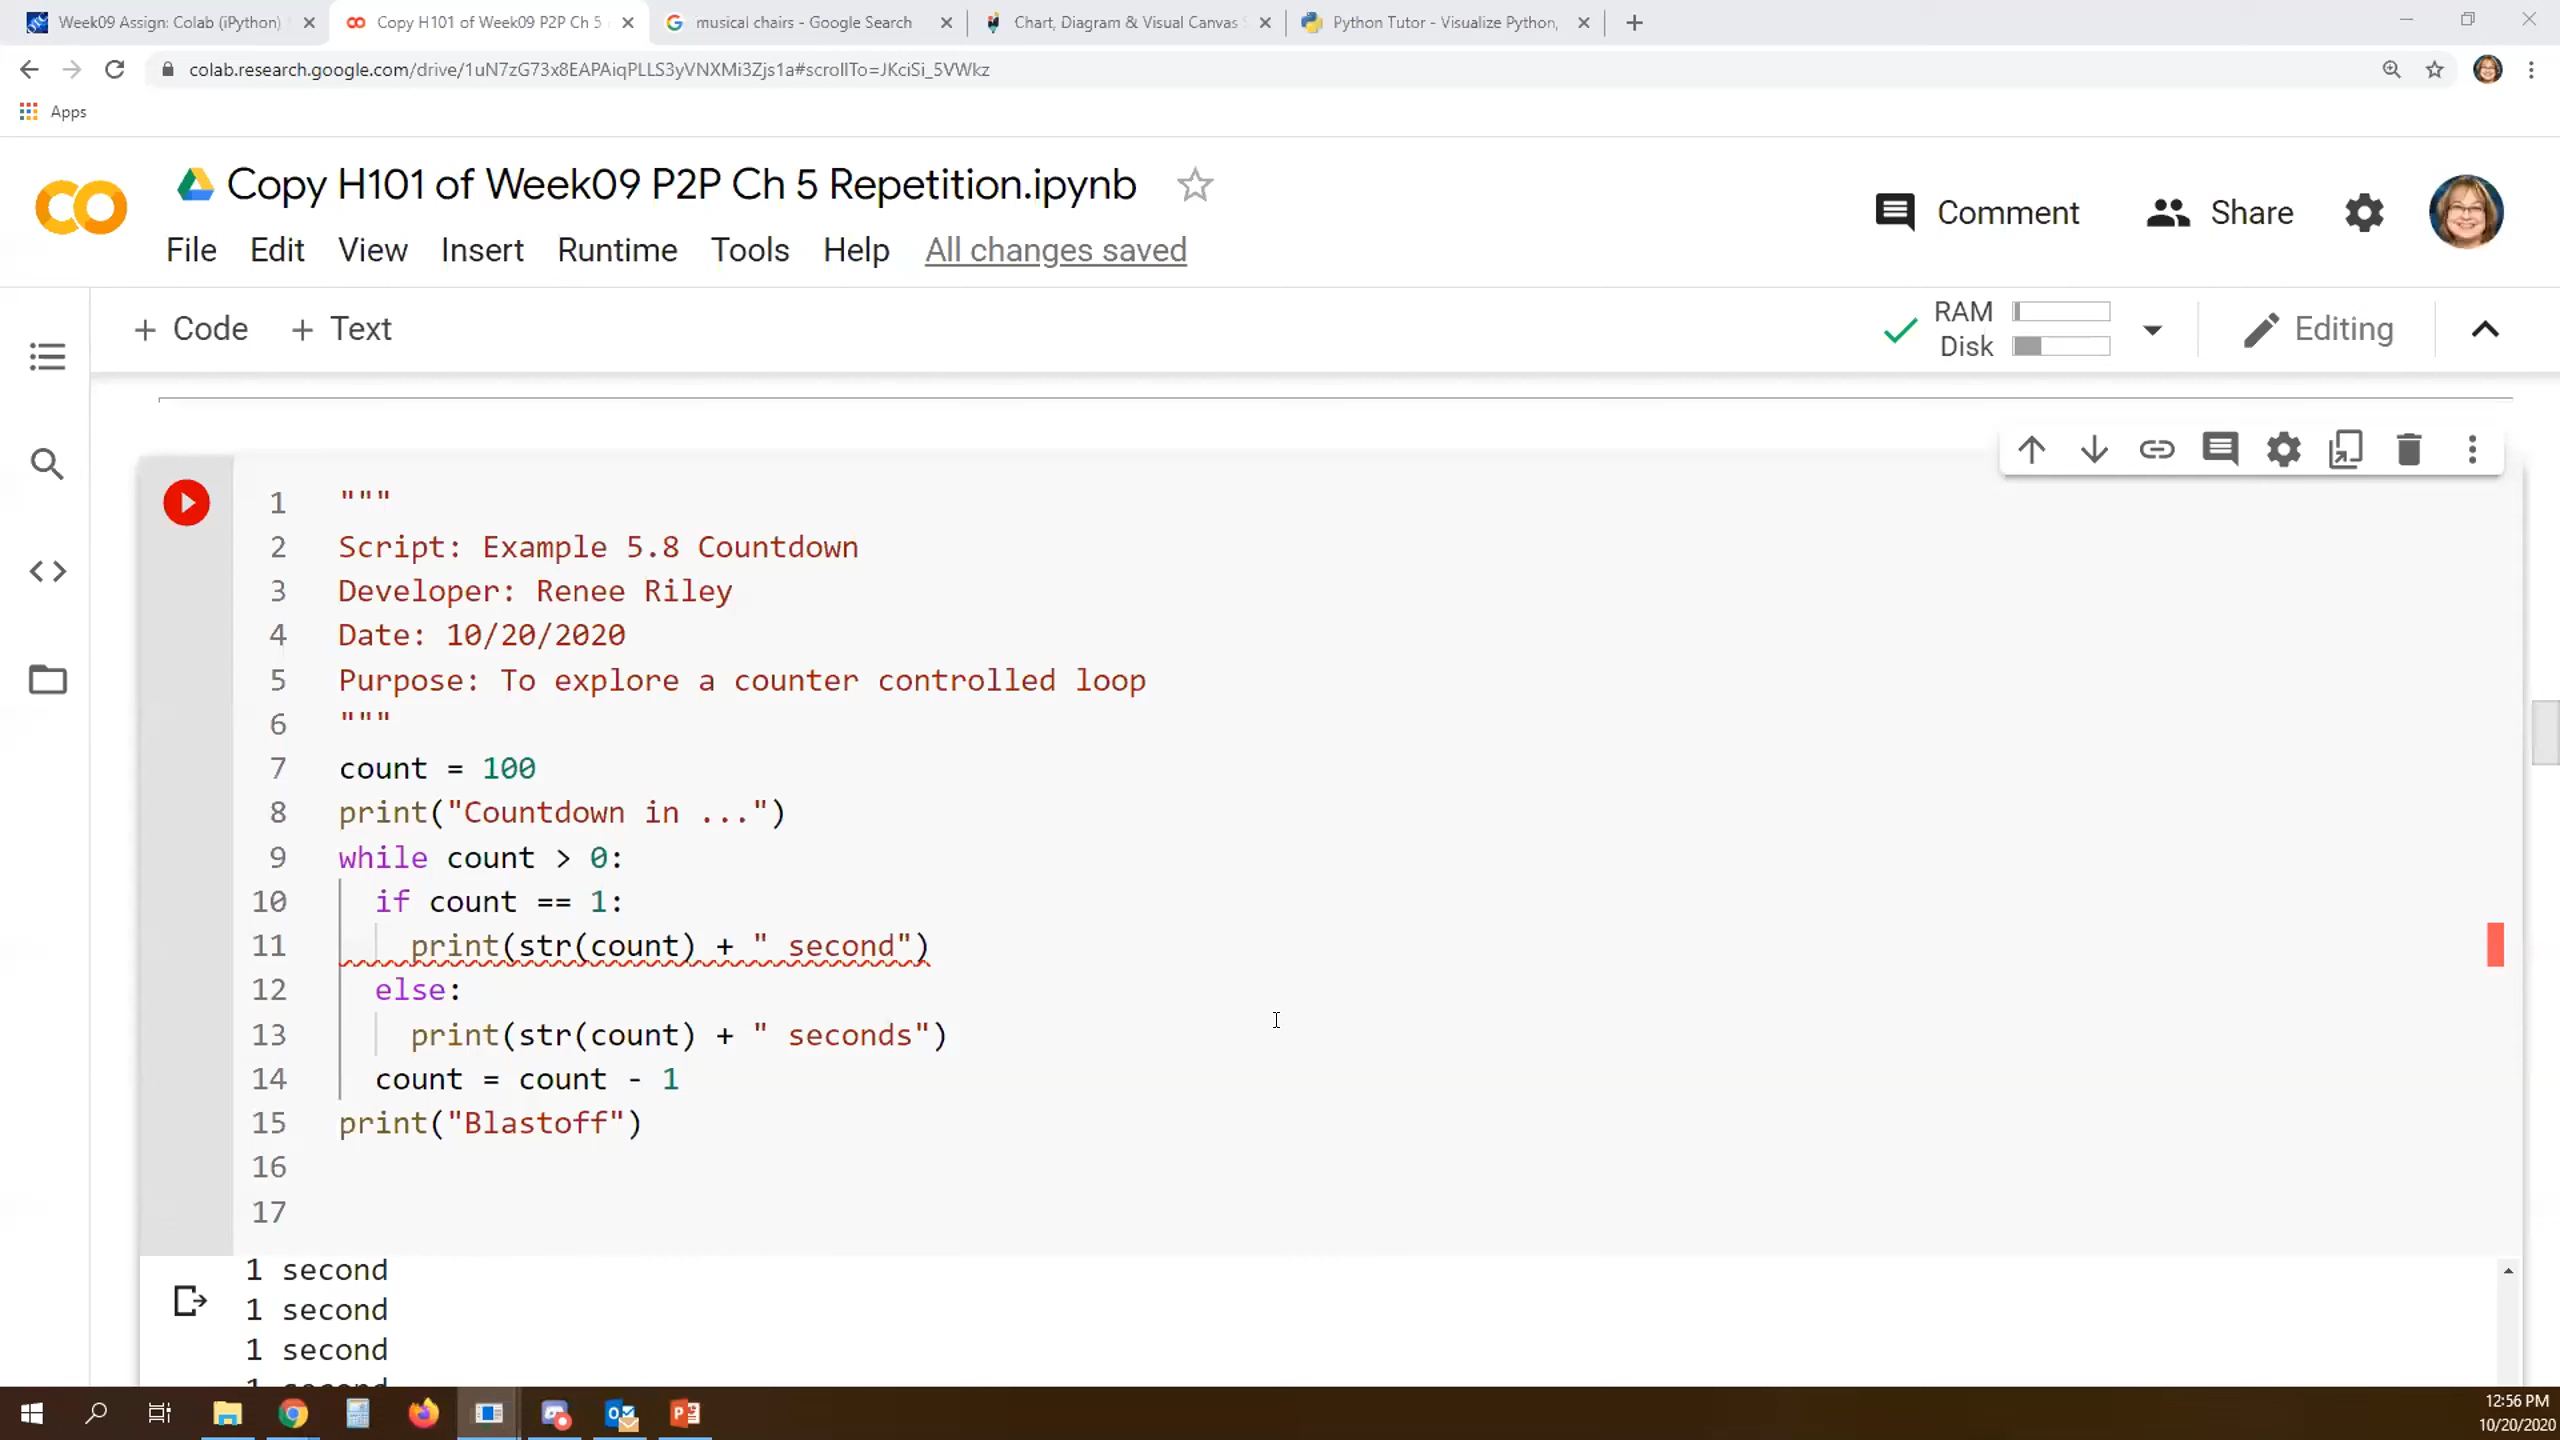 Week09 Assign: Colab (iPython)
Copy H101 of Week09 P2P Ch 5
musical chairs - Google Search
Chart, Diagram & Visual Canvas
Python Tutor - Visualize Python,
colab.research.google.com/drive/1uN7zG73x8EAPAiqPLLS3yVNXMi3Zjs1a#scrollTo=JKciSi_5VWkz
Apps
Copy H101 of Week09 P2P Ch 5 Repetition.ipynb
Comment
Share
File Edit View Insert Runtime Tools Help All changes saved
+ Code + Text
RAM
Disk
Editing
1 """
2 Script: Example 5.8 Countdown
3 Developer: Renee Riley
4 Date: 10/20/2020
5 Purpose: To explore a counter controlled loop
6 """
7 count = 100
8 print("Countdown in ...")
9 while count > 0:
10 if count == 1:
11 print(str(count) + " second")
12 else:
13 print(str(count) + " seconds")
14 count = count - 1
15 print("Blastoff")
16
17
1 second
1 second
1 second
1 second
12:56 PM
10/20/2020